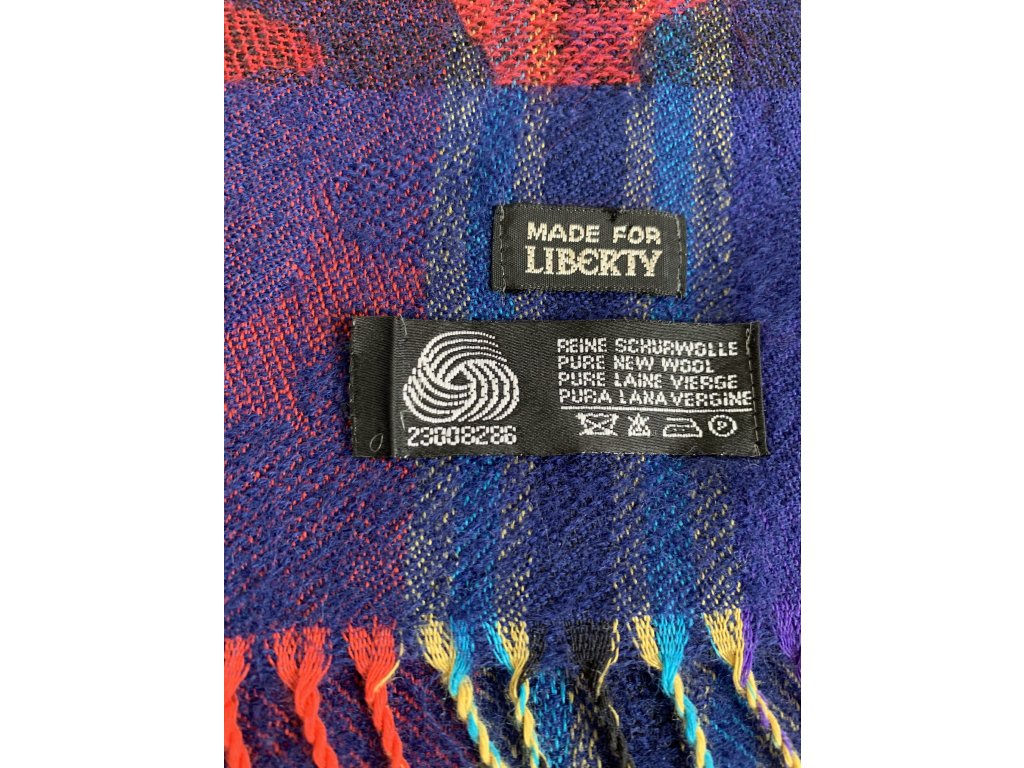 MADE FOR
LIBERTY
REINE SCHURWOLLE
PURE NEW WOOL
PURE LAINE VIERGE
PURA LANA VERGINE
23008286
P